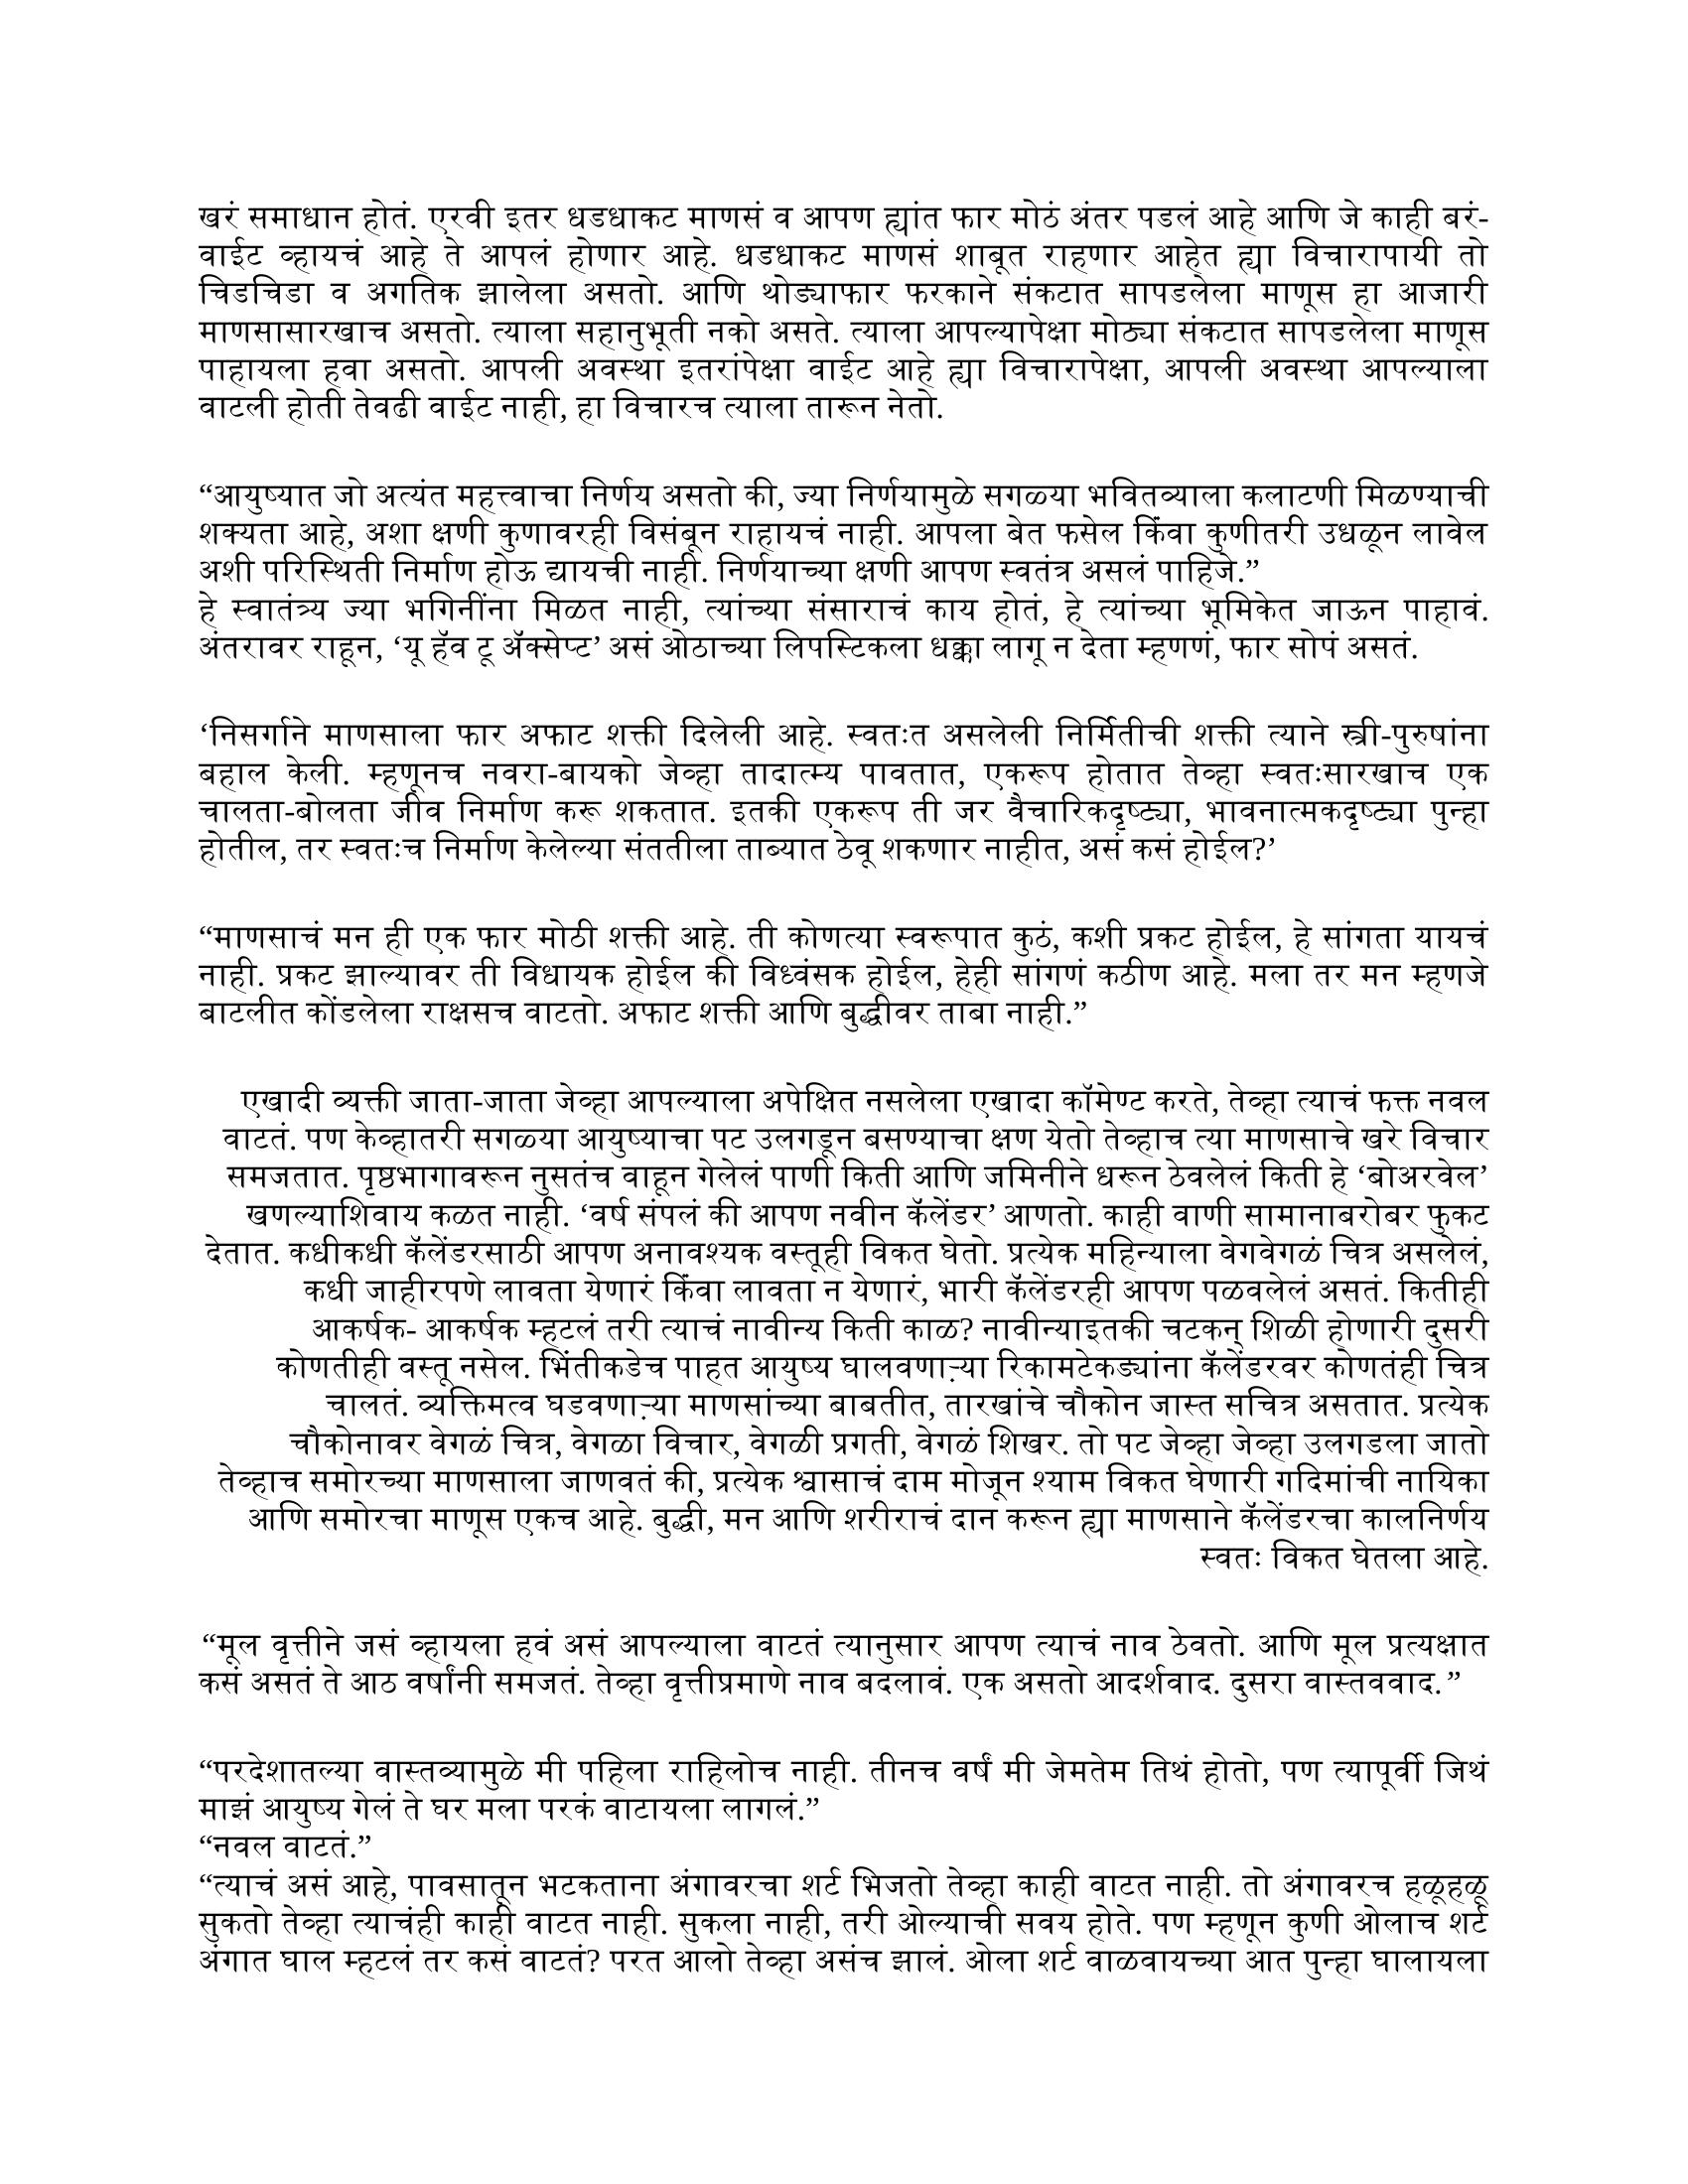 खरं समाधान होतं. एरवी इतर धडधाकट माणसं व आपण ह्यांत फार मोठं अंतर पडलं आहे आणि जे काही बरं-
वाईट व्हायचं आहे ते आपलं होणार आहे. धडधाकट माणसं शाबूत राहणार आहेत ह्या विचारापायी तो
चिडचिडा व अगतिक झालेला असतो. आणि थोड्याफार फरकाने संकटात सापडलेला माणूस हा आजारी
माणसासारखाच असतो. त्याला सहानुभूती नको असते. त्याला आपल्यापेक्षा मोठ्या संकटात सापडलेला माणूस
पाहायला हवा असतो. आपली अवस्था इतरांपेक्षा वाईट आहे ह्या विचारापेक्षा, आपली अवस्था आपल्याला
वाटली होती तेवढी वाईट नाही, हा विचारच त्याला तारून नेतो.
“आयुष्यात जो अत्यंत महत्त्वाचा निर्णय असतो की, ज्या निर्णयामुळे सगळ्या भवितव्याला कलाटणी मिळण्याची
शक्यता आहे, अशा क्षणी कुणावरही विसंबून राहायचं नाही. आपला बेत फसेल किंवा कुणीतरी उधळून लावेल
अशी परिस्थिती निर्माण होऊ द्यायची नाही. निर्णयाच्या क्षणी आपण स्वतंत्र असलं पाहिजे.”
हे स्वातंत्र्य ज्या भगिनींना मिळत नाही, त्यांच्या संसाराचं काय होतं, हे त्यांच्या भूमिकेत जाऊन पाहावं.
अंतरावर राहून, ‘यू हॅव टू ॲक्सेप्ट’ असं ओठाच्या लिपस्टिकला धक्का लागू न देता म्हणणं, फार सोपं असतं.
‘निसर्गाने माणसाला फार अफाट शक्ती दिलेली आहे. स्वतःत असलेली निर्मितीची शक्ती त्याने स्त्री-पुरुषांना
बहाल केली. म्हणूनच नवरा-बायको जेव्हा तादात्म्य पावतात, एकरूप होतात तेव्हा स्वतःसारखाच एक
चालता-बोलता जीव निर्माण करू शकतात. इतकी एकरूप ती जर वैचारिकदृष्ट्या, भावनात्मकदृष्ट्या पुन्हा
होतील, तर स्वतःच निर्माण केलेल्या संततीला ताब्यात ठेवू शकणार नाहीत, असं कसं होईल?’
“माणसाचं मन ही एक फार मोठी शक्ती आहे. ती कोणत्या स्वरूपात कुठं, कशी प्रकट होईल, हे सांगता यायचं
नाही. प्रकट झाल्यावर ती विधायक होईल की विध्वंसक होईल, हेही सांगणं कठीण आहे. मला तर मन म्हणजे
बाटलीत कोंडलेला राक्षसच वाटतो. अफाट शक्ती आणि बुद्धीवर ताबा नाही.”
एखादी व्यक्ती जाता-जाता जेव्हा आपल्याला अपेक्षित नसलेला एखादा कॉमेण्ट करते, तेव्हा त्याचं फक्त नवल
वाटतं. पण केव्हातरी सगळ्या आयुष्याचा पट उलगडून बसण्याचा क्षण येतो तेव्हाच त्या माणसाचे खरे विचार
समजतात. पृष्ठभागावरून नुसतंच वाहून गेलेलं पाणी किती आणि जमिनीने धरून ठेवलेलं किती हे ‘बोअरवेल’
खणल्याशिवाय कळत नाही. ‘वर्ष संपलं की आपण नवीन कॅलेंडर’ आणतो. काही वाणी सामानाबरोबर फुकट
देतात. कधीकधी कॅलेंडरसाठी आपण अनावश्यक वस्तूही विकत घेतो. प्रत्येक महिन्याला वेगवेगळं चित्र असलेलं,
कधी जाहीरपणे लावता येणारं किंवा लावता न येणारं, भारी कॅलेंडरही आपण पळवलेलं असतं. कितीही
आकर्षक- आकर्षक म्हटलं तरी त्याचं नावीन्य किती काळ? नावीन्याइतकी चटकन् शिळी होणारी दुसरी
कोणतीही वस्तू नसेल. भिंतीकडेच पाहत आयुष्य घालवणाऱ्या रिकामटेकड्यांना कॅलेंडरवर कोणतंही चित्र
चालतं. व्यक्तिमत्व घडवणाऱ्या माणसांच्या बाबतीत, तारखांचे चौकोन जास्त सचित्र असतात. प्रत्येक
चौकोनावर वेगळं चित्र, वेगळा विचार, वेगळी प्रगती, वेगळं शिखर. तो पट जेव्हा जेव्हा उलगडला जातो
तेव्हाच समोरच्या माणसाला जाणवतं की, प्रत्येक श्वासाचं दाम मोजून श्याम विकत घेणारी गदिमांची नायिका
आणि समोरचा माणूस एकच आहे. बुद्धी, मन आणि शरीराचं दान करून ह्या माणसाने कॅलेंडरचा कालनिर्णय
स्वतः विकत घेतला आहे.
“मूल वृत्तीने जसं व्हायला हवं असं आपल्याला वाटतं त्यानुसार आपण त्याचं नाव ठेवतो. आणि मूल प्रत्यक्षात
कसं असतं ते आठ वर्षांनी समजतं. तेव्हा वृत्तीप्रमाणे नाव बदलावं. एक असतो आदर्शवाद. दुसरा वास्तववाद.”
“परदेशातल्या वास्तव्यामुळे मी पहिला राहिलोच नाही. तीनच वर्षं मी जेमतेम तिथं होतो, पण त्यापूर्वी जिथं
माझं आयुष्य गेलं ते घर मला परकं वाटायला लागलं.”
“नवल वाटतं.”
“त्याचं असं आहे, पावसातून भटकताना अंगावरचा शर्ट भिजतो तेव्हा काही वाटत नाही. तो अंगावरच हळूहळू
सुकतो तेव्हा त्याचंही काही वाटत नाही. सुकला नाही, तरी ओल्याची सवय होते. पण म्हणून कुणी ओलाच शर्ट
अंगात घाल म्हटलं तर कसं वाटतं? परत आलो तेव्हा असंच झालं. ओला शर्ट वाळवायच्या आत पुन्हा घालायला